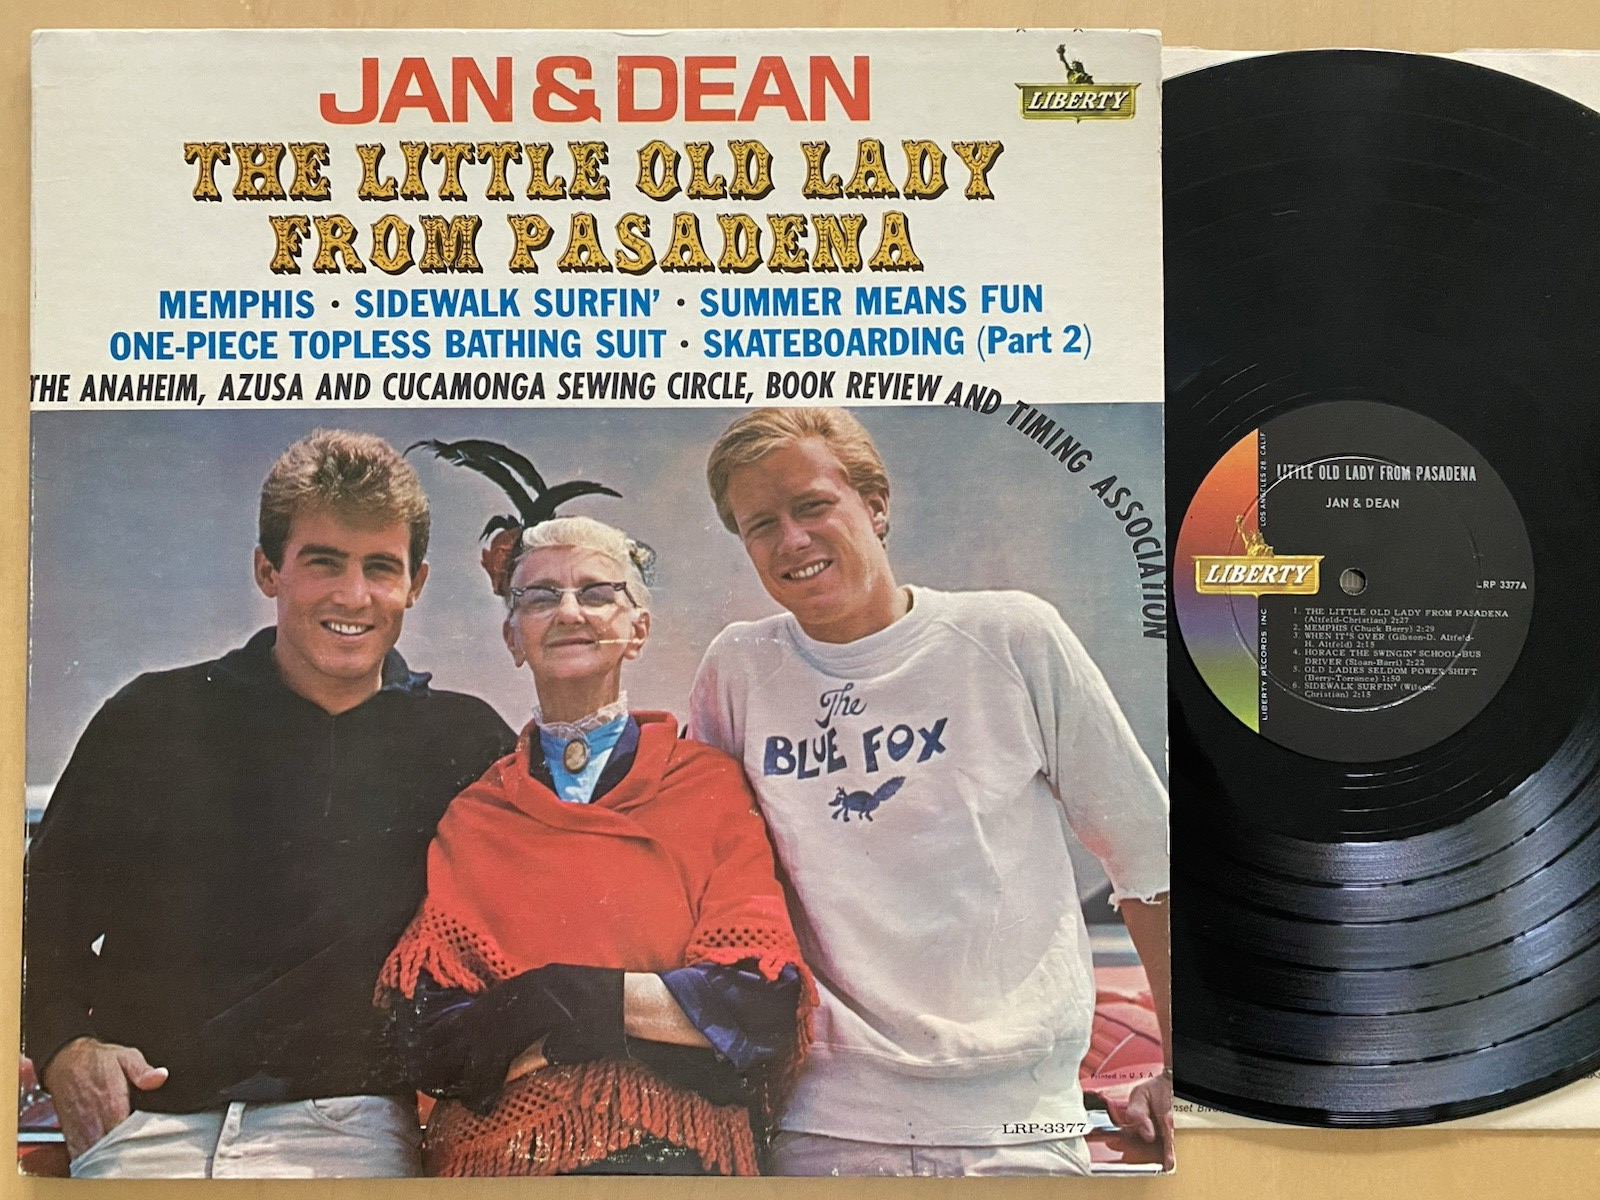 JAN & DEAN
LIBERTY
THE LITTLE OLD LADY
FROM PASADENA
MEMPHIS • SIDEWALK SURFIN' • SUMMER MEANS FUN
ONE-PIECE TOPLESS BATHING SUIT • SKATEBOARDING (Part 2)
THE ANAHEIM, AZUSA AND CUCAMONGA SEWING CIRCLE, BOOK REVIEW AND TIMING ASSOCIATION
The
BLUE FOX
Printed in U.S.A.
LRP-3377
LITTLE OLD LADY FROM PASADENA
JAN & DEAN
LIBERTY
LRP 3377A
1. THE LITTLE OLD LADY FROM PASADENA
(Altfeld-Christian) 2:27
2. MEMPHIS (Chuck Berry) 2:29
3. WHEN IT'S OVER (Gibson-D. Altfeld-
H. Altfeld) 2:15
4. HORACE THE SWINGIN' SCHOOL-BUS
DRIVER (Sloan-Barri) 2:22
5. OLD LADIES SELDOM POWER SHIFT
(Berry-Torrance) 1:50
6. SIDEWALK SURFIN' (Wilson-
Christian) 2:15
LIBERTY RECORDS, INC.
LOS ANGELES 28, CALIF